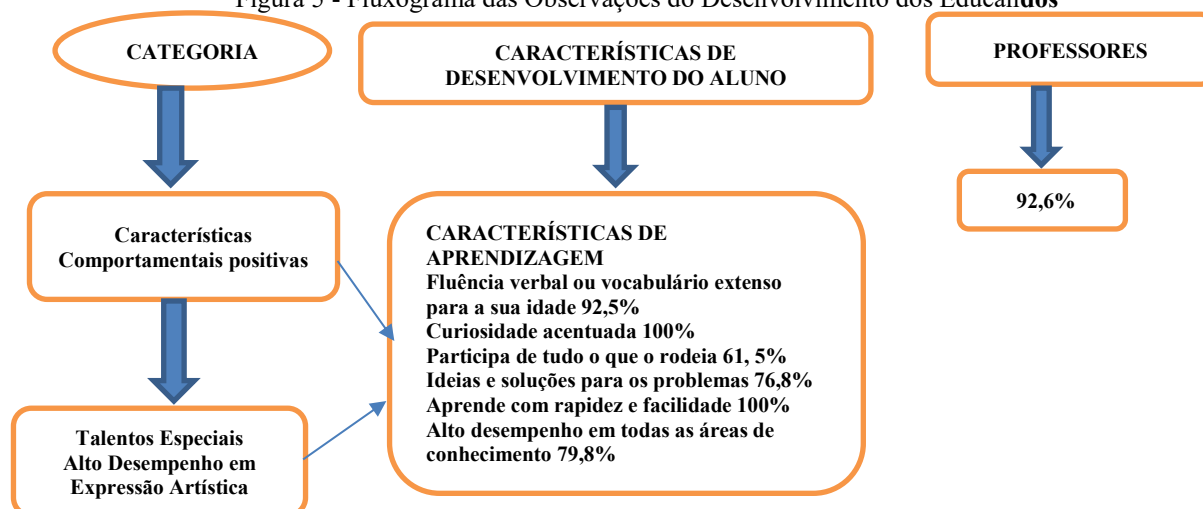 Figura 5 - Fluxograma das Observações do Desenvolvimento dos Educandos
CATEGORIA
CARACTERÍSTICAS DE
DESENVOLVIMENTO DO ALUNO
PROFESSORES
92,6%
Características
Comportamentais positivas
CARACTERÍSTICAS DE
APRENDIZAGEM
Fluência verbal ou vocabulário extenso
para a sua idade 92,5%
Curiosidade acentuada 100%
Participa de tudo o que o rodeia 61, 5%
Ideias e soluções para os problemas 76,8%
Aprende com rapidez e facilidade 100%
Alto desempenho em todas as áreas de
conhecimento 79,8%
Talentos Especiais
Alto Desempenho em
Expressão Artística